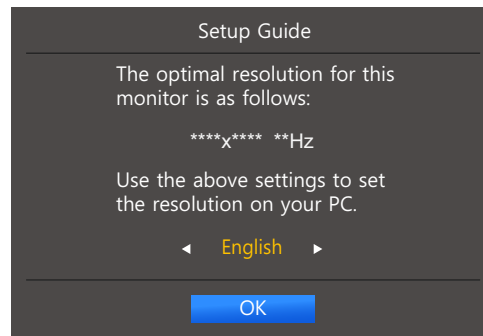 Setup Guide
The optimal resolution for this
monitor is as follows:
****x**** **Hz
Use the above settings to set
the resolution on your PC.
English
OK